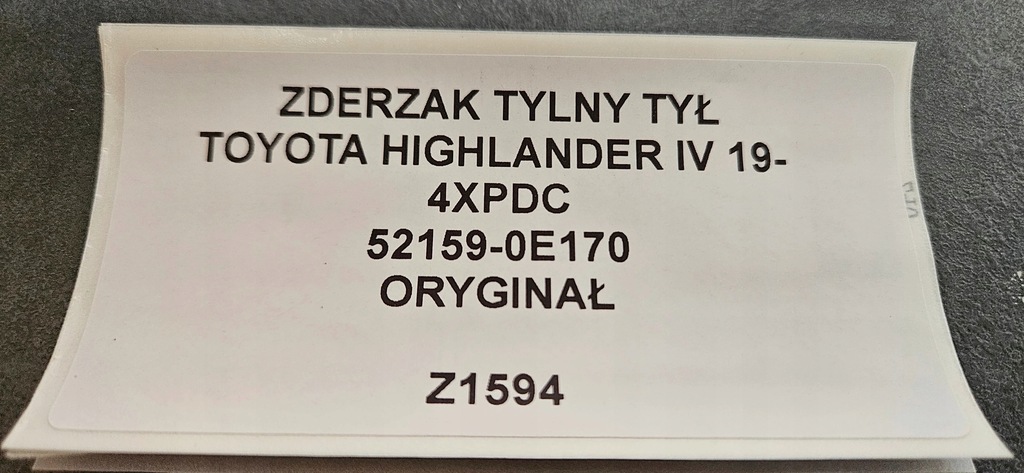 ZDERZAK TYLNY TYŁ
TOYOTA HIGHLANDER IV 19-
4XPDC
52159-0E170
ORYGINAŁ
Z1594